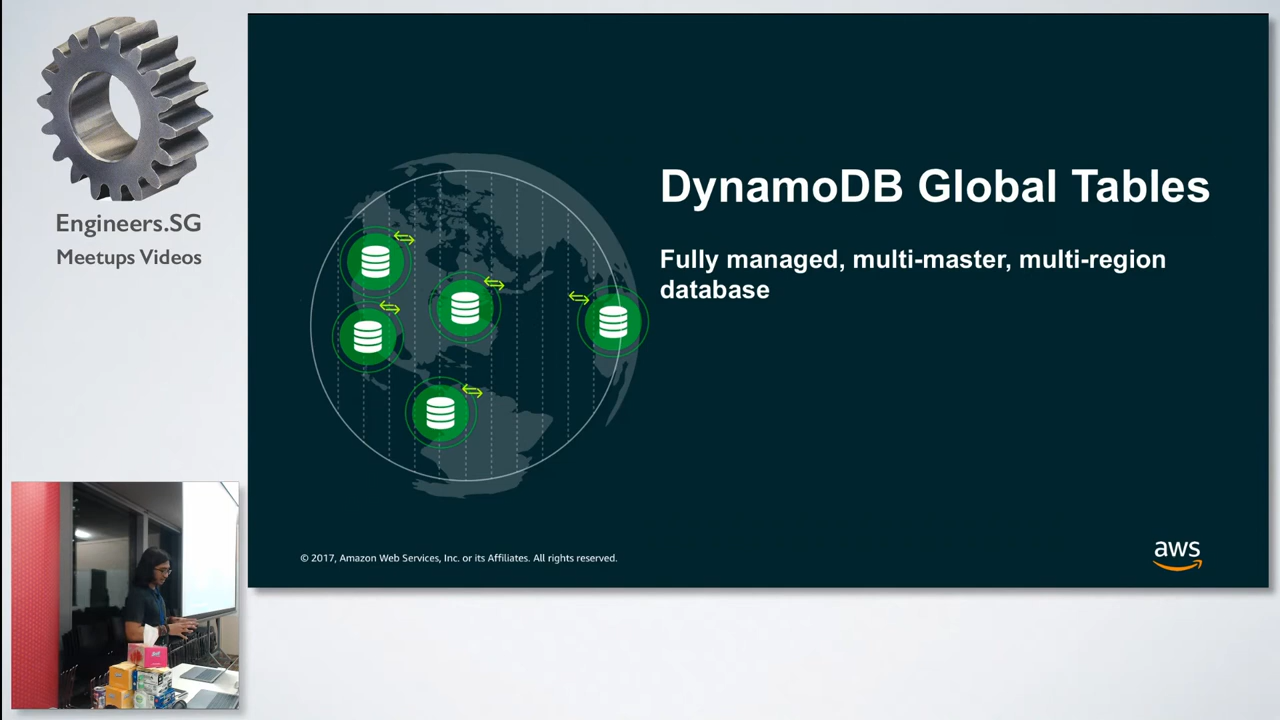 Engineers.SG
Meetups Videos
DynamoDB Global Tables
Fully managed, multi-master, multi-region
database
© 2017, Amazon Web Services, Inc. or its Affiliates. All rights reserved.
aws